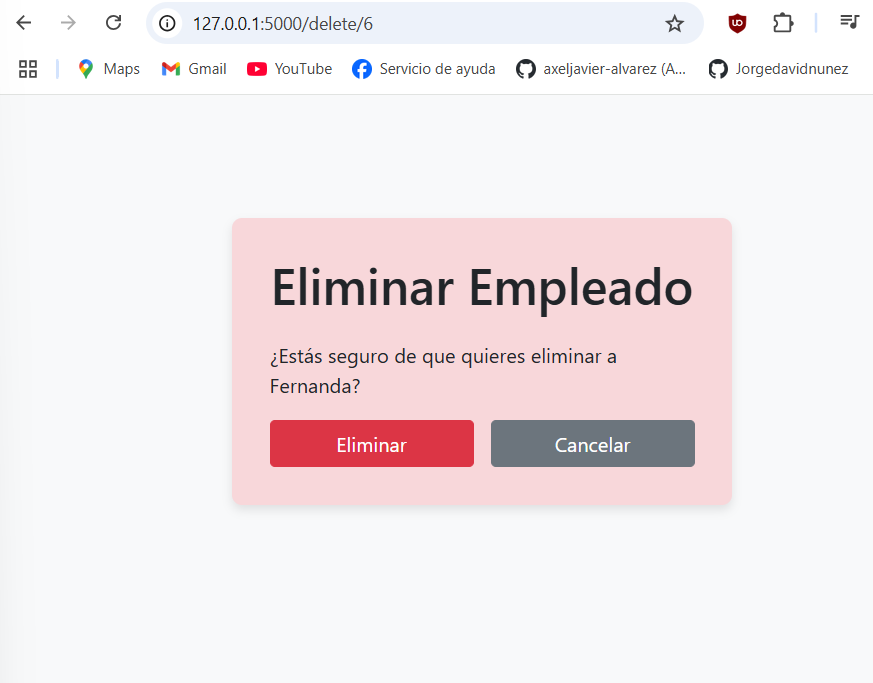 127.0.0.1:5000/delete/6
Maps Gmail YouTube Servicio de ayuda axeljavier-alvarez (A... Jorgedavidnunez
Eliminar Empleado
¿Estás seguro de que quieres eliminar a
Fernanda?
Eliminar Cancelar